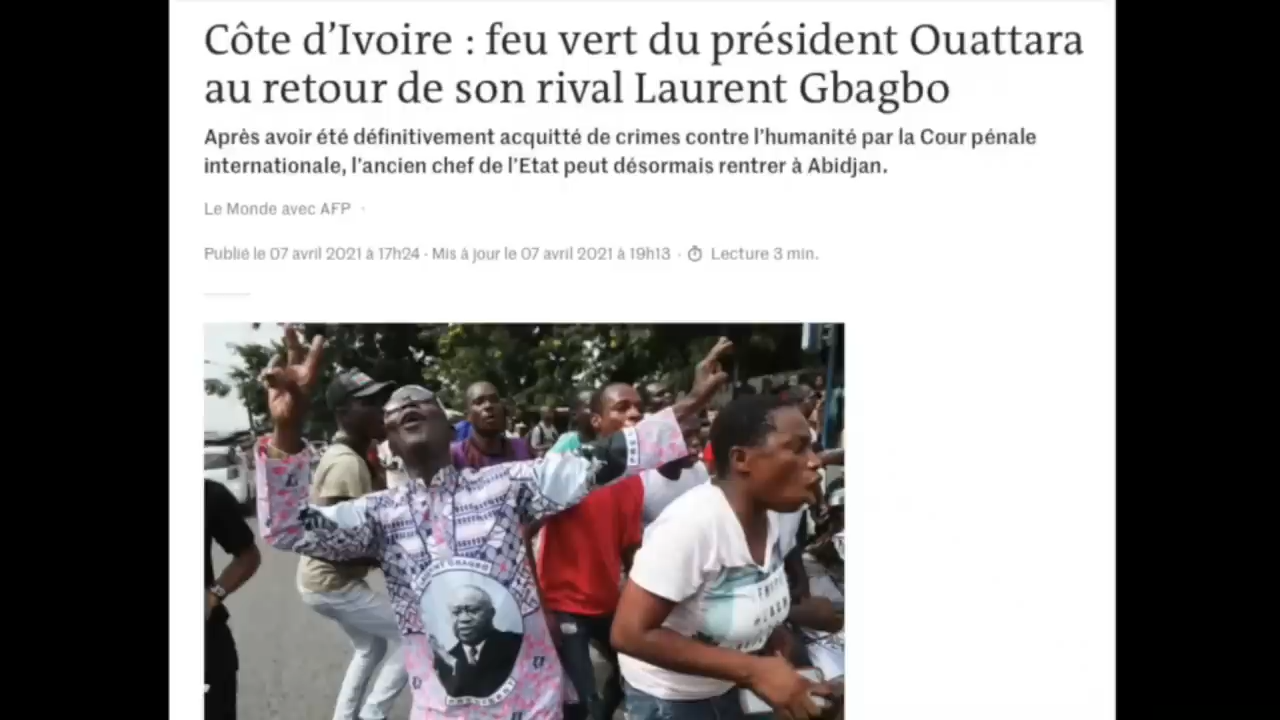 Côte d’Ivoire : feu vert du président Ouattara
au retour de son rival Laurent Gbagbo
Après avoir été définitivement acquitté de crimes contre l’humanité par la Cour pénale
internationale, l’ancien chef de l’Etat peut désormais rentrer à Abidjan.
Le Monde avec AFP ·
Publié le 07 avril 2021 à 17h24 - Mis à jour le 07 avril 2021 à 19h13 · Lecture 3 min.